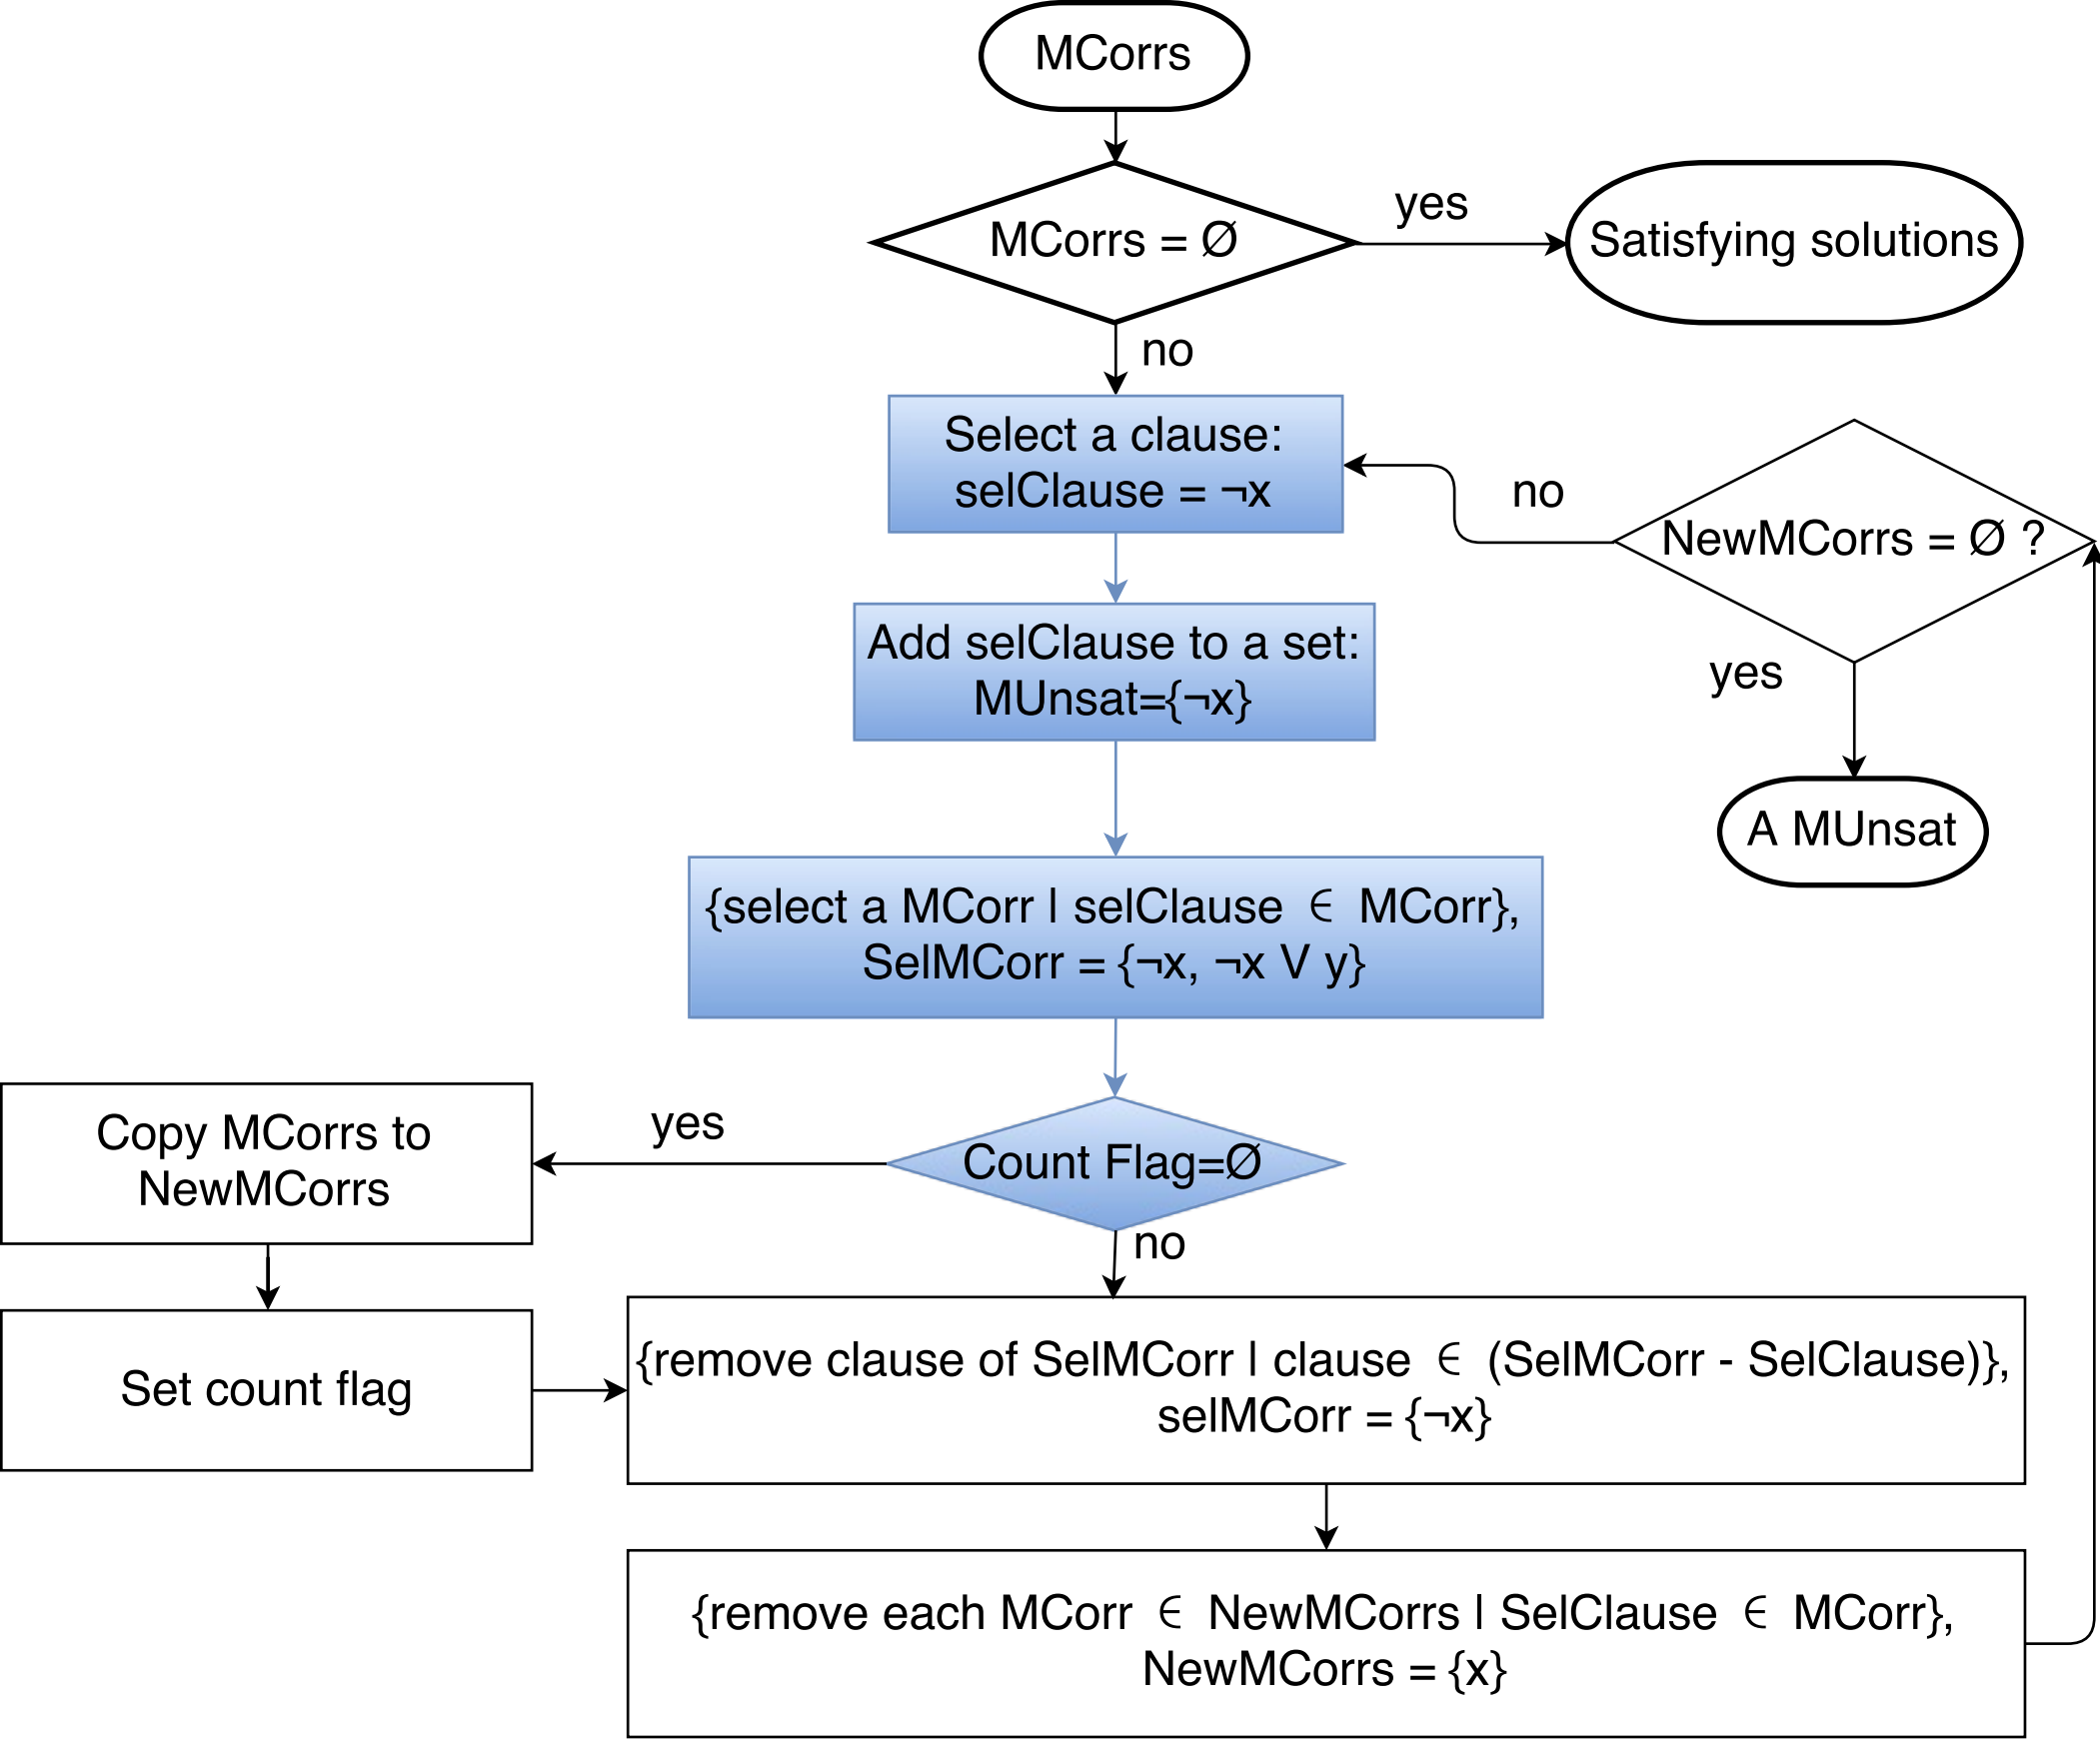 MCorrs
MCorrs = Ø
yes
Satisfying solutions
no
Select a clause:
selClause = ¬x
no
NewMCorrs = Ø ?
yes
A MUnsat
Add selClause to a set:
MUnsat={¬x}
{select a MCorr | selClause ∈ MCorr},
SelMCorr = {¬x, ¬x V y}
Count Flag=Ø
yes
no
Copy MCorrs to
NewMCorrs
Set count flag
{remove clause of SelMCorr | clause ∈ (SelMCorr - SelClause)},
selMCorr = {¬x}
{remove each MCorr ∈ NewMCorrs | SelClause ∈ MCorr},
NewMCorrs = {x}